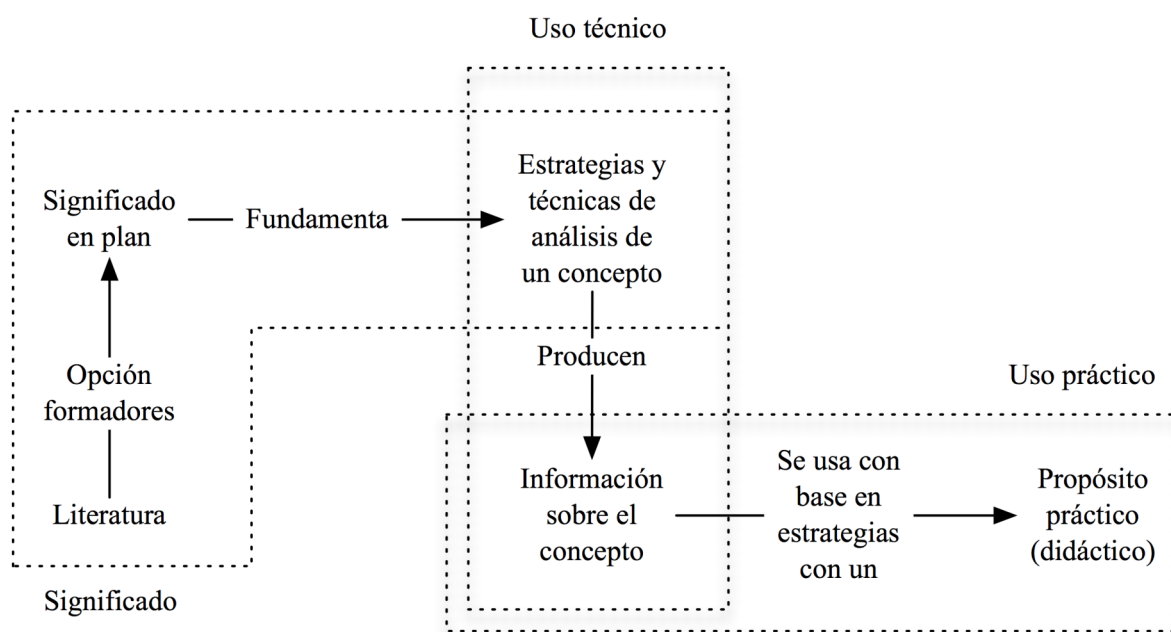 Uso técnico
Significado
en plan
Fundamenta
Estrategias y
técnicas de
análisis de
un concepto
Opción
formadores
Producen
Uso práctico
Literatura
Información
sobre el
concepto
Se usa con
base en
estrategias
con un
Propósito
práctico
(didáctico)
Significado